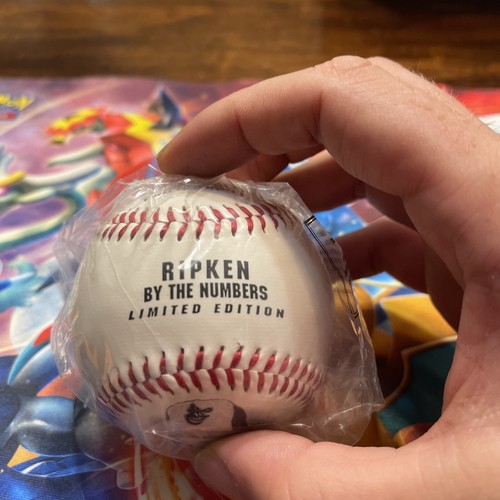 RIPKEN
BY THE NUMBERS
LIMITED EDITION